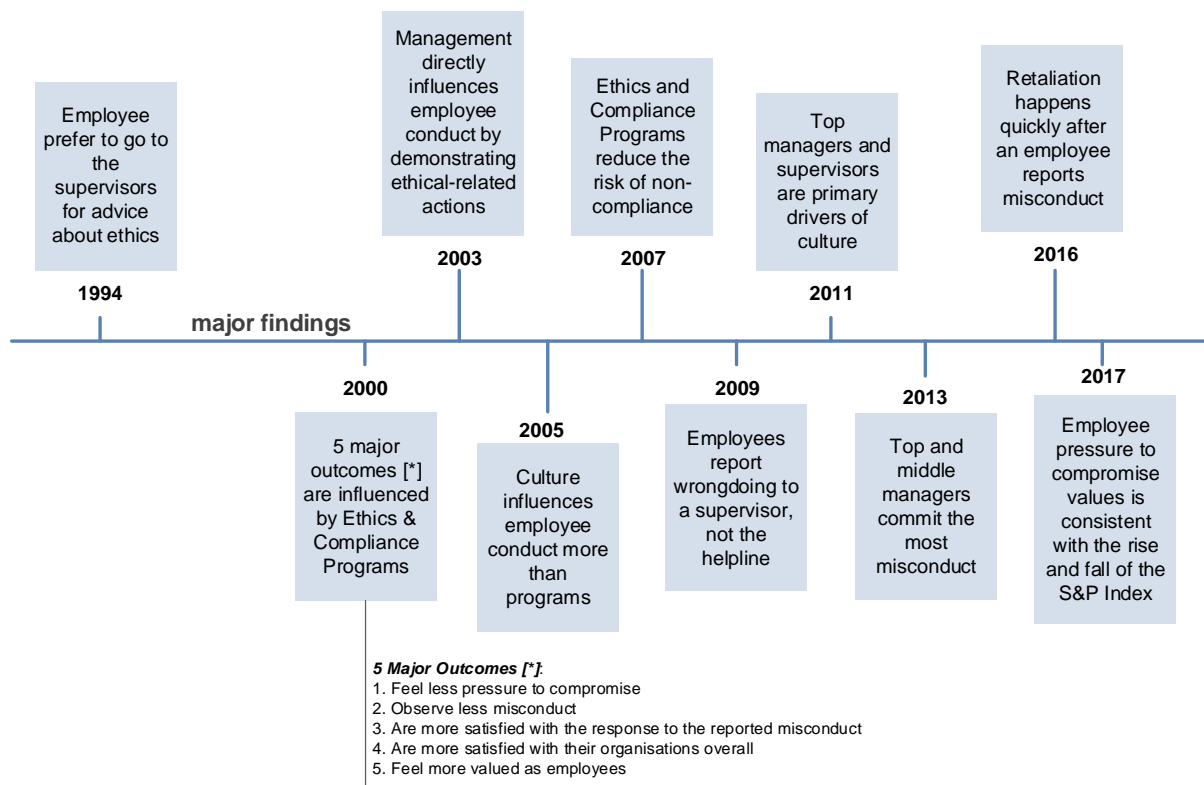 Employee
prefer to go to
the
supervisors
for advice
about ethics
1994
major findings
2000
5 major
outcomes [*]
are influenced
by Ethics &
Compliance
Programs
5 Major Outcomes [*]:
1. Feel less pressure to compromise
2. Observe less misconduct
3. Are more satisfied with the response to the reported misconduct
4. Are more satisfied with their organisations overall
5. Feel more valued as employees
Management
directly
influences
employee
conduct by
demonstrating
ethical-related
actions
2003
2005
Culture
influences
employee
conduct more
than
programs
Ethics and
Compliance
Programs
reduce the
risk of non-
compliance
2007
2009
Employees
report
wrongdoing to
a supervisor,
not the
helpline
Top
managers and
supervisors
are primary
drivers of
culture
2011
2013
Top and
middle
managers
commit the
most
misconduct
Retaliation
happens
quickly after
an employee
reports
misconduct
2016
2017
Employee
pressure to
compromise
values is
consistent
with the rise
and fall of the
S&P Index